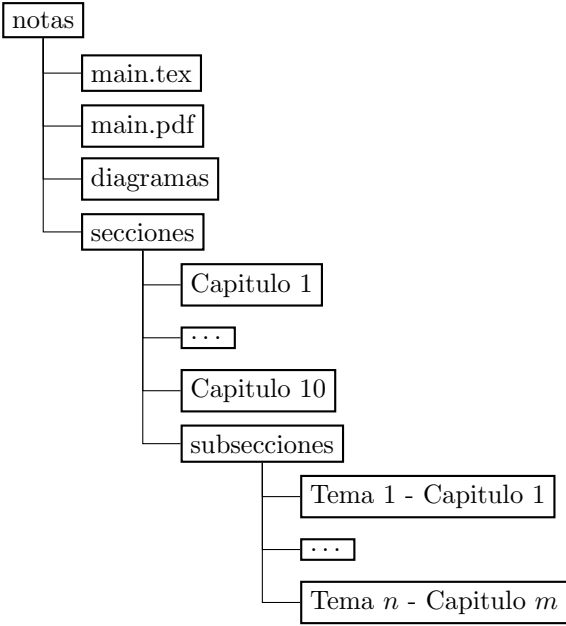 notas
main.tex
main.pdf
diagramas
secciones
Capitulo 1
...
Capitulo 10
subsecciones
Tema 1 - Capitulo 1
...
Tema n - Capitulo m